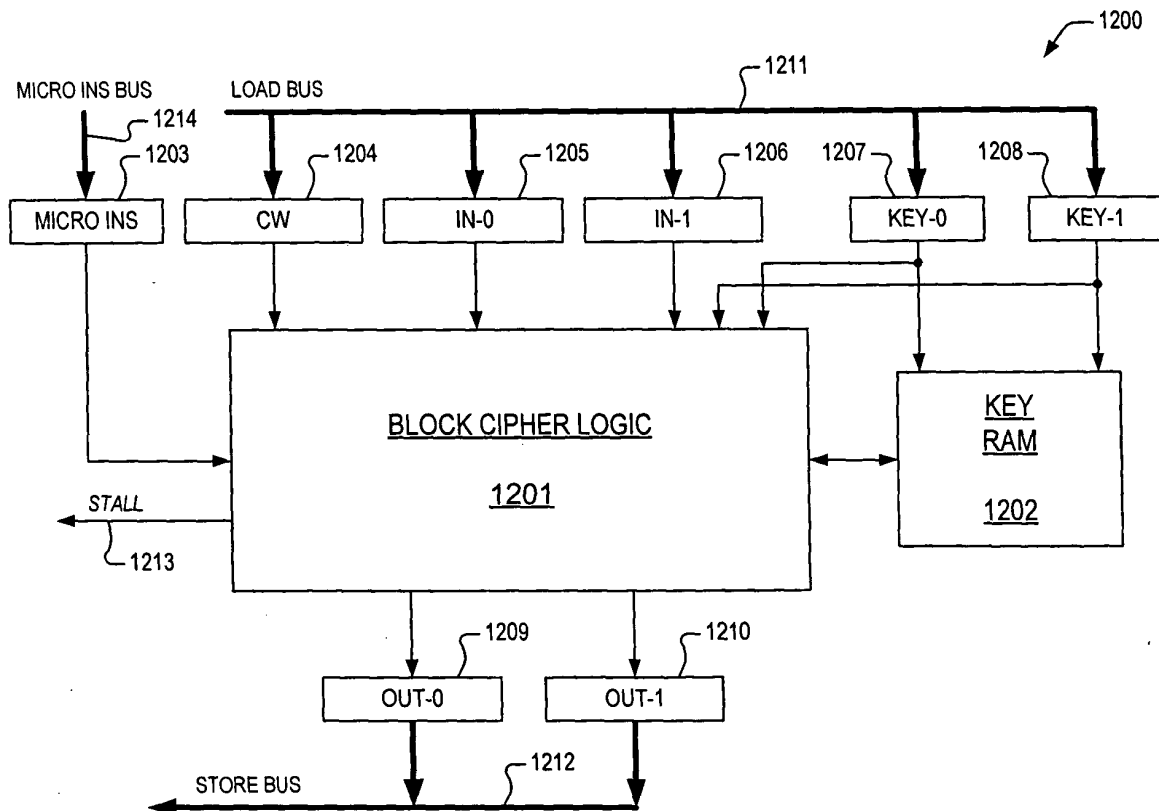 1200
MICRO INS BUS
LOAD BUS
1211
1214
1203
1204
1205
1206
1207
1208
MICRO INS
CW
IN-0
IN-1
KEY-0
KEY-1
BLOCK CIPHER LOGIC
1201
KEY
RAM
1202
STALL
1213
1209
1210
OUT-0
OUT-1
STORE BUS
1212